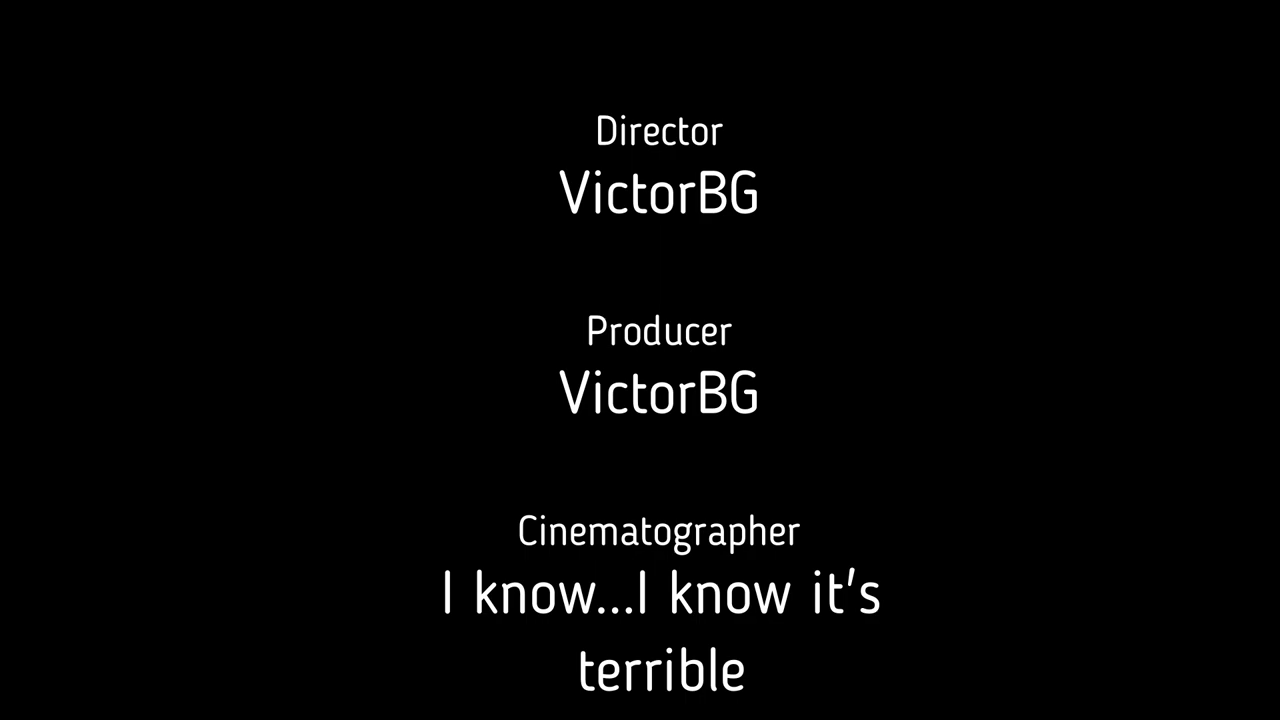 Director
VictorBG
Producer
VictorBG
Cinematographer
I know...I know it's
terrible